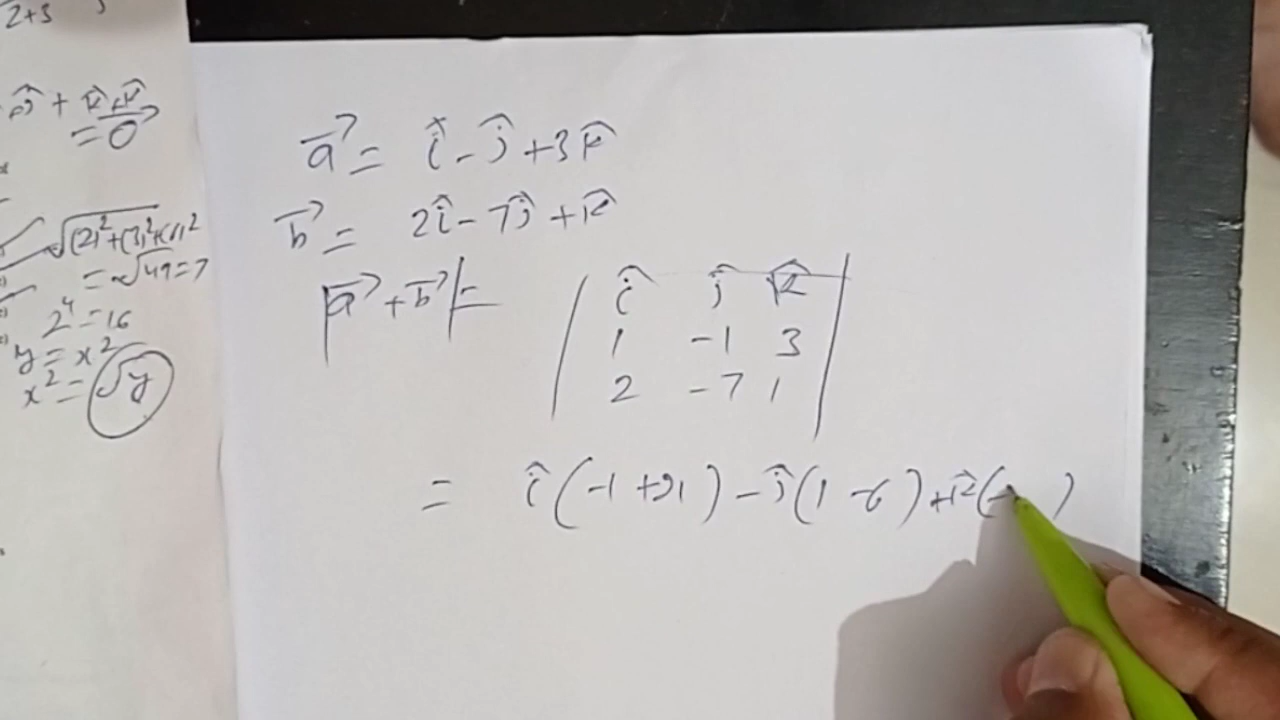 2+3
ĵ + k̂,k̂
= 0
√(2)²+(3)²+()²
= √49=7
2⁴=16
y = x²
x² = √y
a⃗ = î - ĵ +3k̂
b⃗ = 2î - 7ĵ + k̂
|a⃗ + b⃗| =
î ĵ k̂
1 -1 3
2 -7 1
= î(-1 +21) - ĵ(1 -6) + k̂(- )